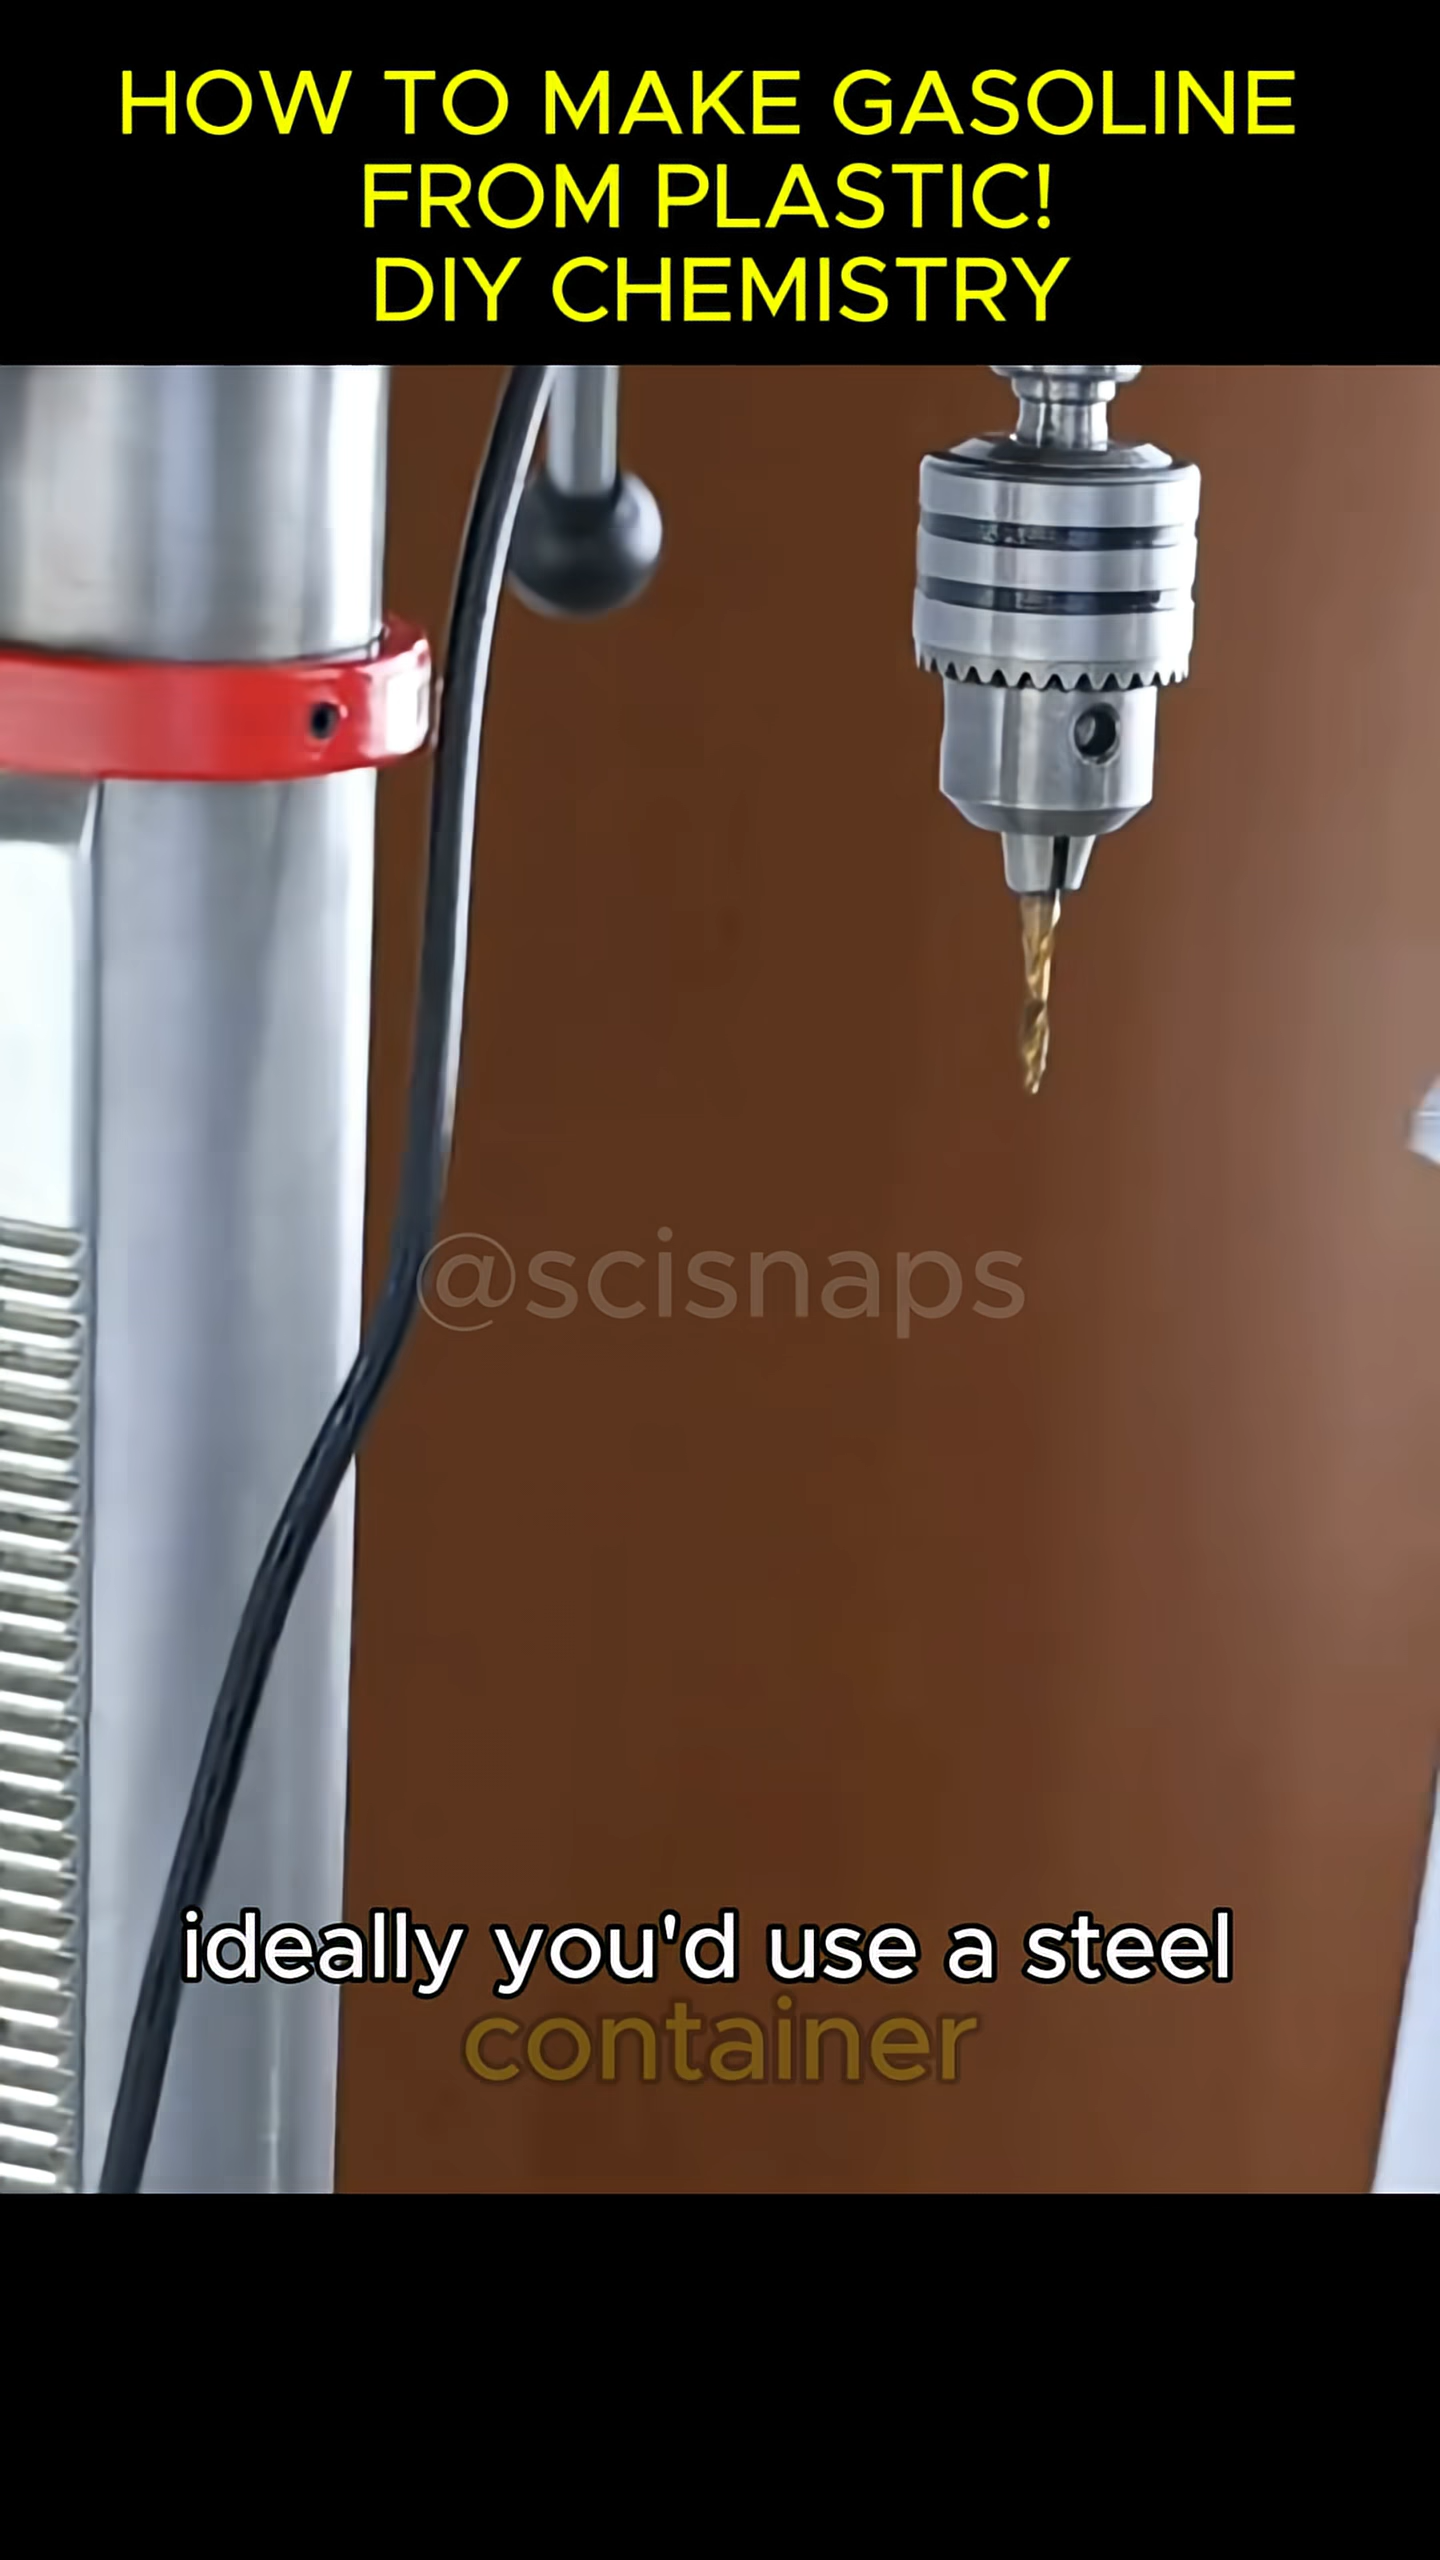 HOW TO MAKE GASOLINE
FROM PLASTIC!
DIY CHEMISTRY
@scisnaps
ideally you'd use a steel
container